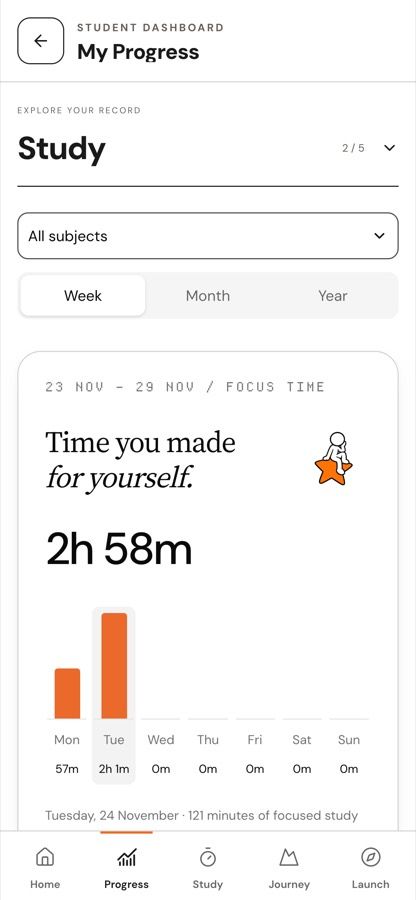 STUDENT DASHBOARD
My Progress
EXPLORE YOUR RECORD
Study
2 / 5
All subjects
Week Month Year
23 NOV – 29 NOV / FOCUS TIME
Time you made
for yourself.
2h 58m
Mon Tue Wed Thu Fri Sat Sun
57m 2h 1m 0m 0m 0m 0m 0m
Tuesday, 24 November · 121 minutes of focused study
Home Progress Study Journey Launch